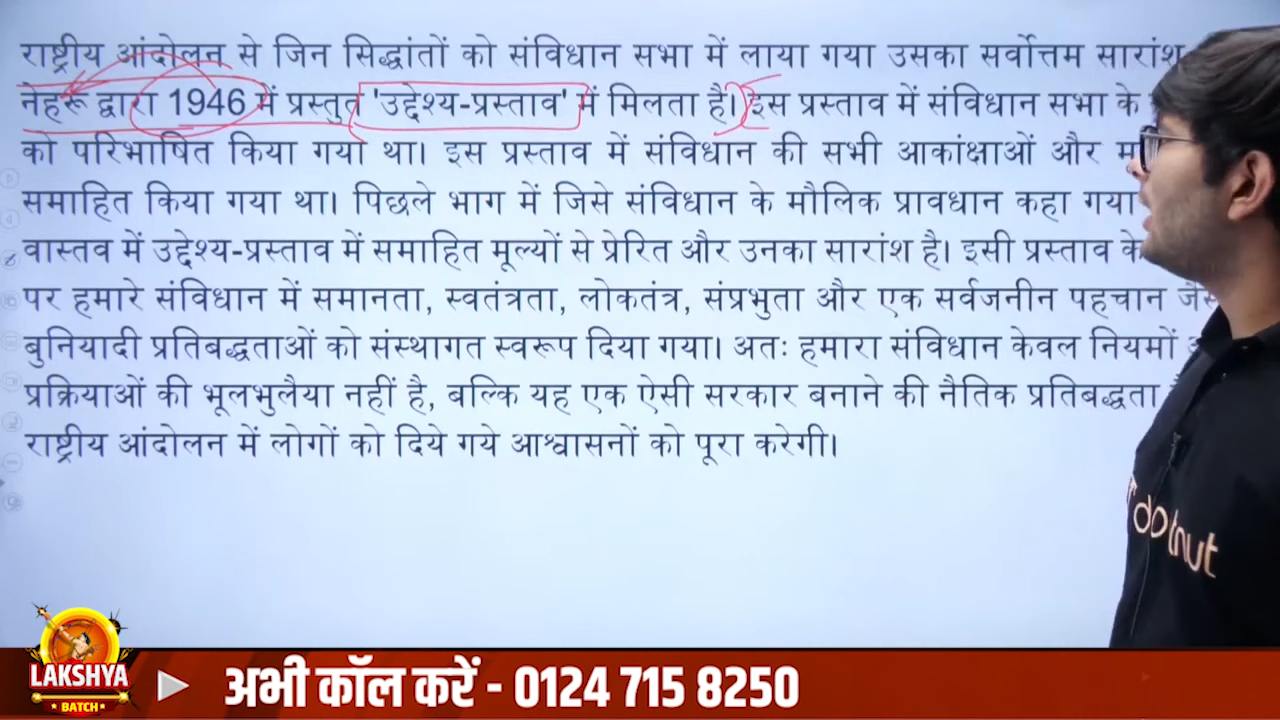 राष्ट्रीय आंदोलन से जिन सिद्धांतों को संविधान सभा में लाया गया उसका सर्वोत्तम सारांश
नेहरू द्वारा 1946 में प्रस्तुत 'उद्देश्य-प्रस्ताव' में मिलता है। इस प्रस्ताव में संविधान सभा के
को परिभाषित किया गया था। इस प्रस्ताव में संविधान की सभी आकांक्षाओं और
समाहित किया गया था। पिछले भाग में जिसे संविधान के मौलिक प्रावधान कहा गया
वास्तव में उद्देश्य-प्रस्ताव में समाहित मूल्यों से प्रेरित और उनका सारांश है। इसी प्रस्ताव के
पर हमारे संविधान में समानता, स्वतंत्रता, लोकतंत्र, संप्रभुता और एक सर्वजनीन पहचान
बुनियादी प्रतिबद्धताओं को संस्थागत स्वरूप दिया गया। अतः हमारा संविधान केवल नियमों
प्रक्रियाओं की भूलभुलैया नहीं है, बल्कि यह एक ऐसी सरकार बनाने की नैतिक प्रतिबद्धता
राष्ट्रीय आंदोलन में लोगों को दिये गये आश्वासनों को पूरा करेगी।
LAKSHYA
BATCH
अभी कॉल करें - 0124 715 8250